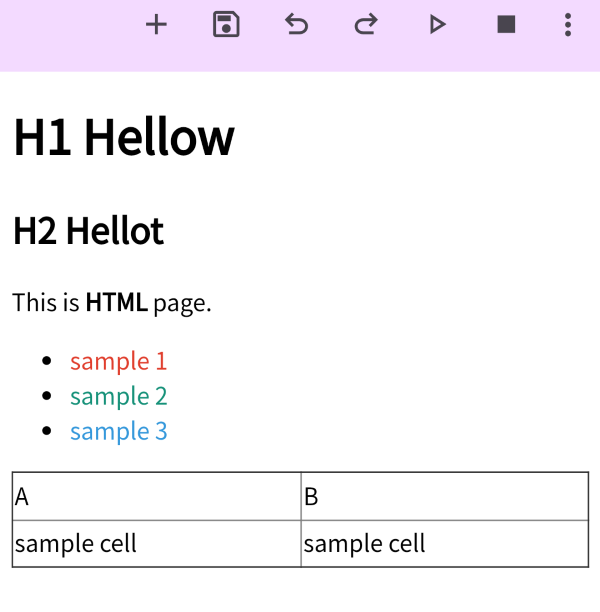 H1 Hellow
H2 Hellot
This is HTML page.
sample 1
sample 2
sample 3
A B
sample cell sample cell